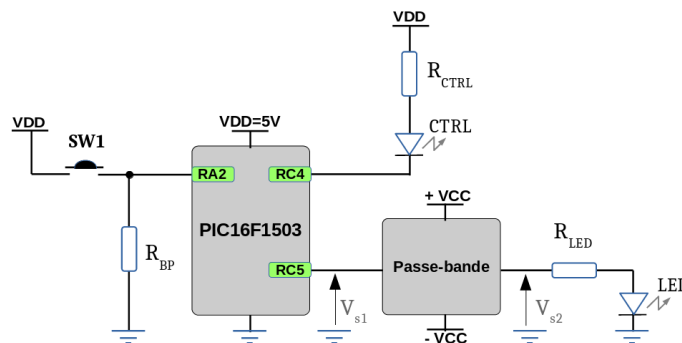 VDD
R CTRL
CTRL
VDD
SW1
VDD=5V
RA2
RC4
PIC16F1503
R BP
RC5
+ VCC
Passe-bande
- VCC
R LED
V s1
V s2